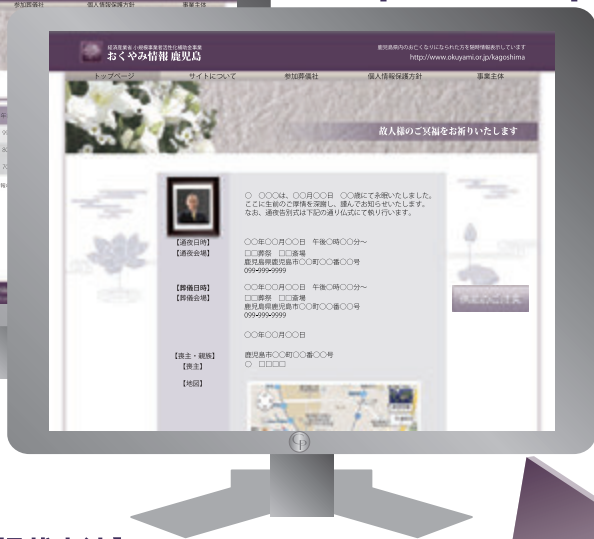 参加葬儀社 個人情報保護方針 事業主体
経済産業省 小規模事業者活性化補助金事業
おくやみ情報 鹿児島
鹿児島県内のお亡くなりになられた方を随時情報表示しています
http://www.okuyami.or.jp/kagoshima
トップページ サイトについて 参加葬儀社 個人情報保護方針 事業主体
故人様のご冥福をお祈りいたします
○ ○○○は、○○月○○日 ○○歳にて永眠いたしました。
ここに生前のご厚情を深謝し、謹んでお知らせいたします。
なお、通夜告別式は下記の通り仏式にて執り行います。
【通夜日時】 ○○年○○月○○日 午後○時○○分～
【通夜会場】 □□葬祭 □□斎場
鹿児島県鹿児島市○○町○○番○○号
099-999-9999
【葬儀日時】 ○○年○○月○○日 午後○時○○分～
【葬儀会場】 □□葬祭 □□斎場
鹿児島県鹿児島市○○町○○番○○号
099-999-9999
○○年○○月○○日
【喪主・親族】 鹿児島市○○町○○番○○号
【喪主】 ○ □□□□
【地図】